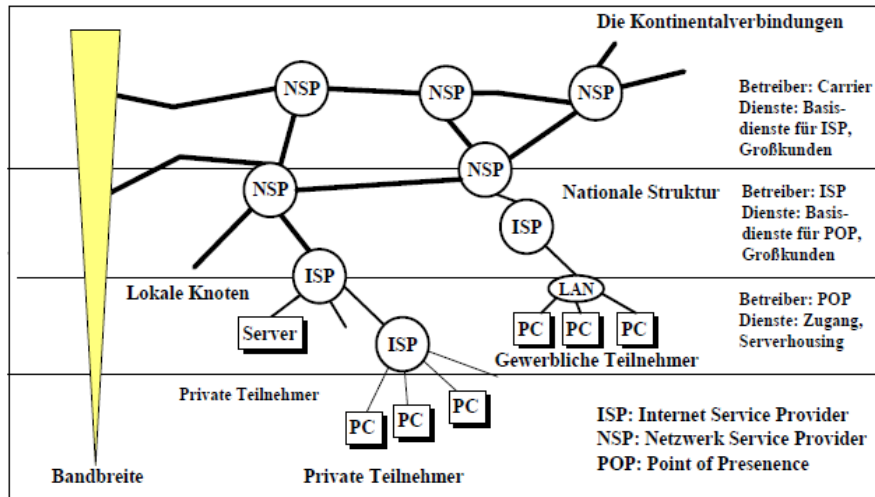 Die Kontinentalverbindungen
NSP
NSP
NSP
Betreiber: Carrier
Dienste: Basis-
dienste für ISP,
Großkunden
NSP
NSP
Nationale Struktur
Betreiber: ISP
Dienste: Basis-
dienste für POP,
Großkunden
ISP
Lokale Knoten
ISP
LAN
Betreiber: POP
Dienste: Zugang,
Serverhousing
Server
PC
PC
PC
ISP
Gewerbliche Teilnehmer
Private Teilnehmer
PC
PC
PC
ISP: Internet Service Provider
NSP: Netzwerk Service Provider
POP: Point of Presenence
Bandbreite
Private Teilnehmer